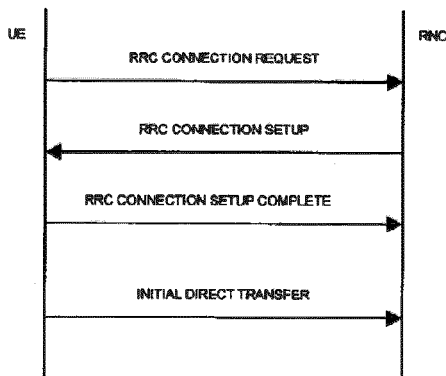 UE
RNC
RRC CONNECTION REQUEST
RRC CONNECTION SETUP
RRC CONNECTION SETUP COMPLETE
INITIAL DIRECT TRANSFER